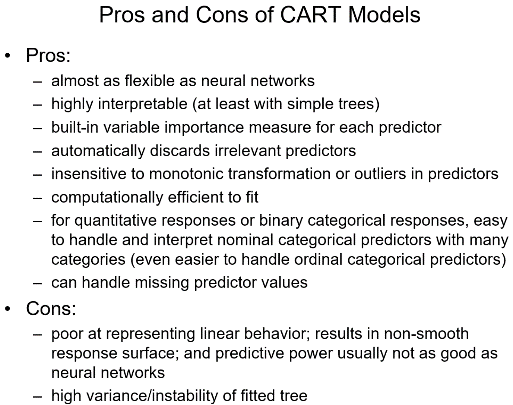 Pros and Cons of CART Models
• Pros:
– almost as flexible as neural networks
– highly interpretable (at least with simple trees)
– built-in variable importance measure for each predictor
– automatically discards irrelevant predictors
– insensitive to monotonic transformation or outliers in predictors
– computationally efficient to fit
– for quantitative responses or binary categorical responses, easy
to handle and interpret nominal categorical predictors with many
categories (even easier to handle ordinal categorical predictors)
– can handle missing predictor values
• Cons:
– poor at representing linear behavior; results in non-smooth
response surface; and predictive power usually not as good as
neural networks
– high variance/instability of fitted tree